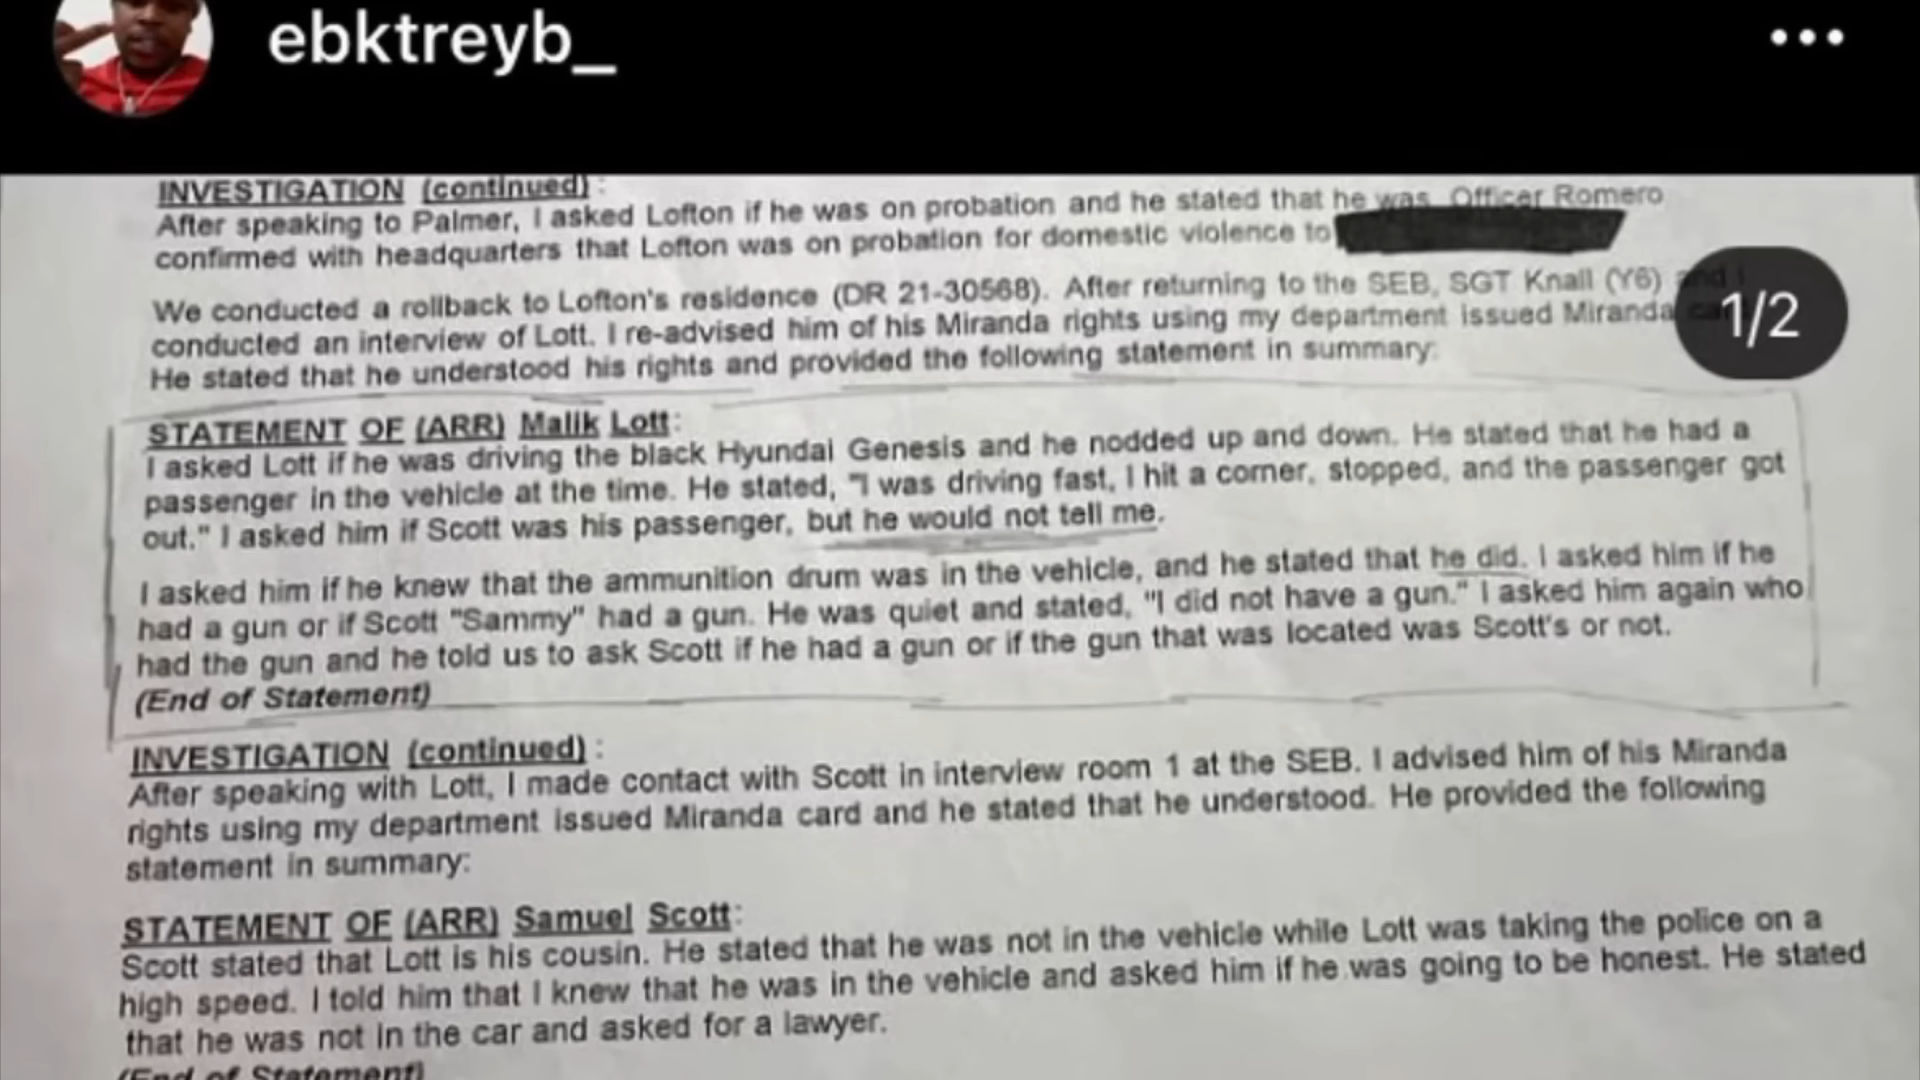 ebktreyb_
INVESTIGATION (continued) :
After speaking to Palmer, I asked Lofton if he was on probation and he stated that he was. Officer Romero
confirmed with headquarters that Lofton was on probation for domestic violence to
We conducted a rollback to Lofton's residence (DR 21-30568). After returning to the SEB, SGT Knall (Y6) and I
1/2
conducted an interview of Lott. I re-advised him of his Miranda rights using my department issued Miranda
He stated that he understood his rights and provided the following statement in summary:
STATEMENT OF (ARR) Malik Lott:
I asked Lott if he was driving the black Hyundai Genesis and he nodded up and down. He stated that he had a
passenger in the vehicle at the time. He stated, "I was driving fast, I hit a corner, stopped, and the passenger got
out." I asked him if Scott was his passenger, but he would not tell me.
I asked him if he knew that the ammunition drum was in the vehicle, and he stated that he did. I asked him if he
had a gun or if Scott "Sammy" had a gun. He was quiet and stated, "I did not have a gun." I asked him again who
had the gun and he told us to ask Scott if he had a gun or if the gun that was located was Scott's or not.
(End of Statement)
INVESTIGATION (continued) :
After speaking with Lott, I made contact with Scott in interview room 1 at the SEB. I advised him of his Miranda
rights using my department issued Miranda card and he stated that he understood. He provided the following
statement in summary:
STATEMENT OF (ARR) Samuel Scott:
Scott stated that Lott is his cousin. He stated that he was not in the vehicle while Lott was taking the police on a
high speed. I told him that I knew that he was in the vehicle and asked him if he was going to be honest. He stated
that he was not in the car and asked for a lawyer.
(End of Statement)